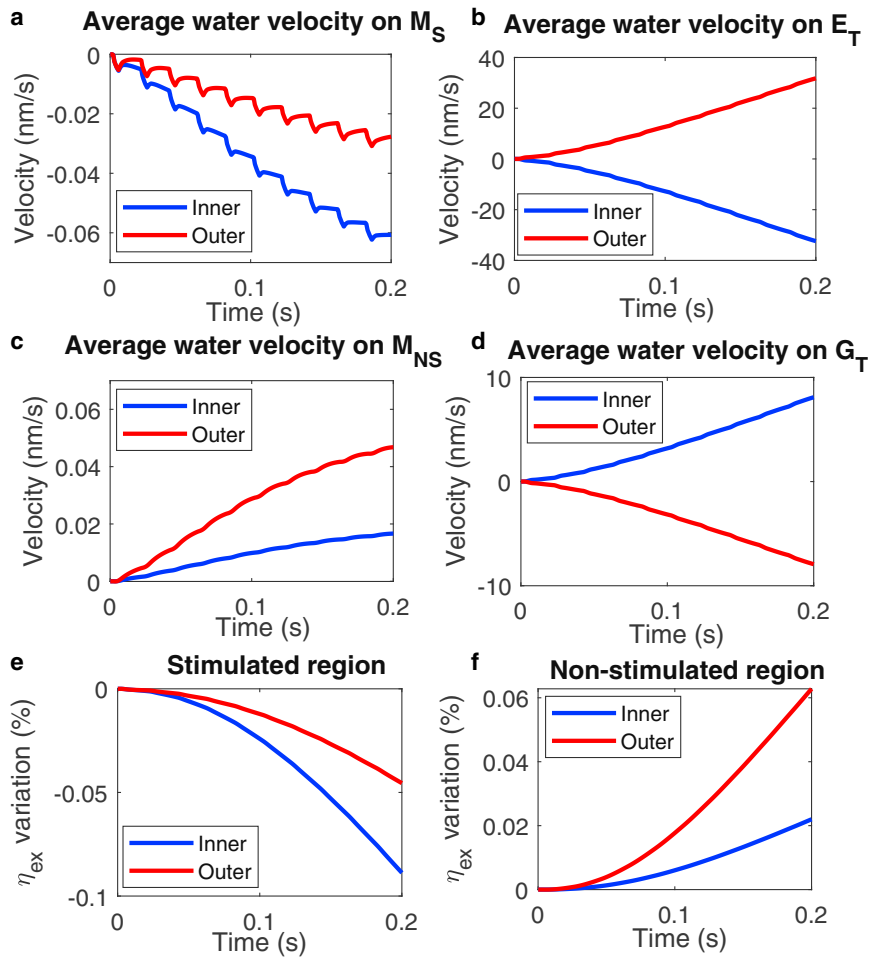 a Average water velocity on M_S
0
-0.02
-0.04
-0.06
Velocity (nm/s)
Inner
Outer
0 0.1 0.2
Time (s)
b Average water velocity on E_T
40
20
0
-20
-40
Velocity (nm/s)
Inner
Outer
0 0.1 0.2
Time (s)
c Average water velocity on M_NS
0.06
0.04
0.02
0
Velocity (nm/s)
Inner
Outer
0 0.1 0.2
Time (s)
d Average water velocity on G_T
10
0
-10
Velocity (nm/s)
Inner
Outer
0 0.1 0.2
Time (s)
e Stimulated region
0
-0.05
-0.1
η_ex variation (%)
Inner
Outer
0 0.1 0.2
Time (s)
f Non-stimulated region
0.06
0.04
0.02
0
η_ex variation (%)
Inner
Outer
0 0.1 0.2
Time (s)